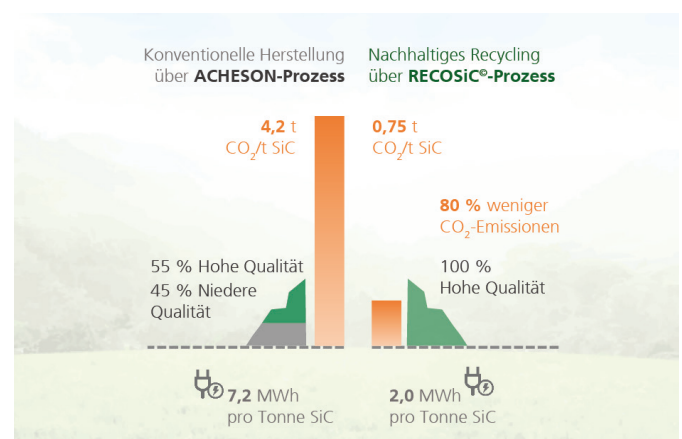 Konventionelle Herstellung
über ACHESON-Prozess
Nachhaltiges Recycling
über RECOSiC©-Prozess
4,2 t
CO₂/t SiC
0,75 t
CO₂/t SiC
80 % weniger
CO₂-Emissionen
55 % Hohe Qualität
45 % Niedere
Qualität
100 %
Hohe Qualität
7,2 MWh
pro Tonne SiC
2,0 MWh
pro Tonne SiC